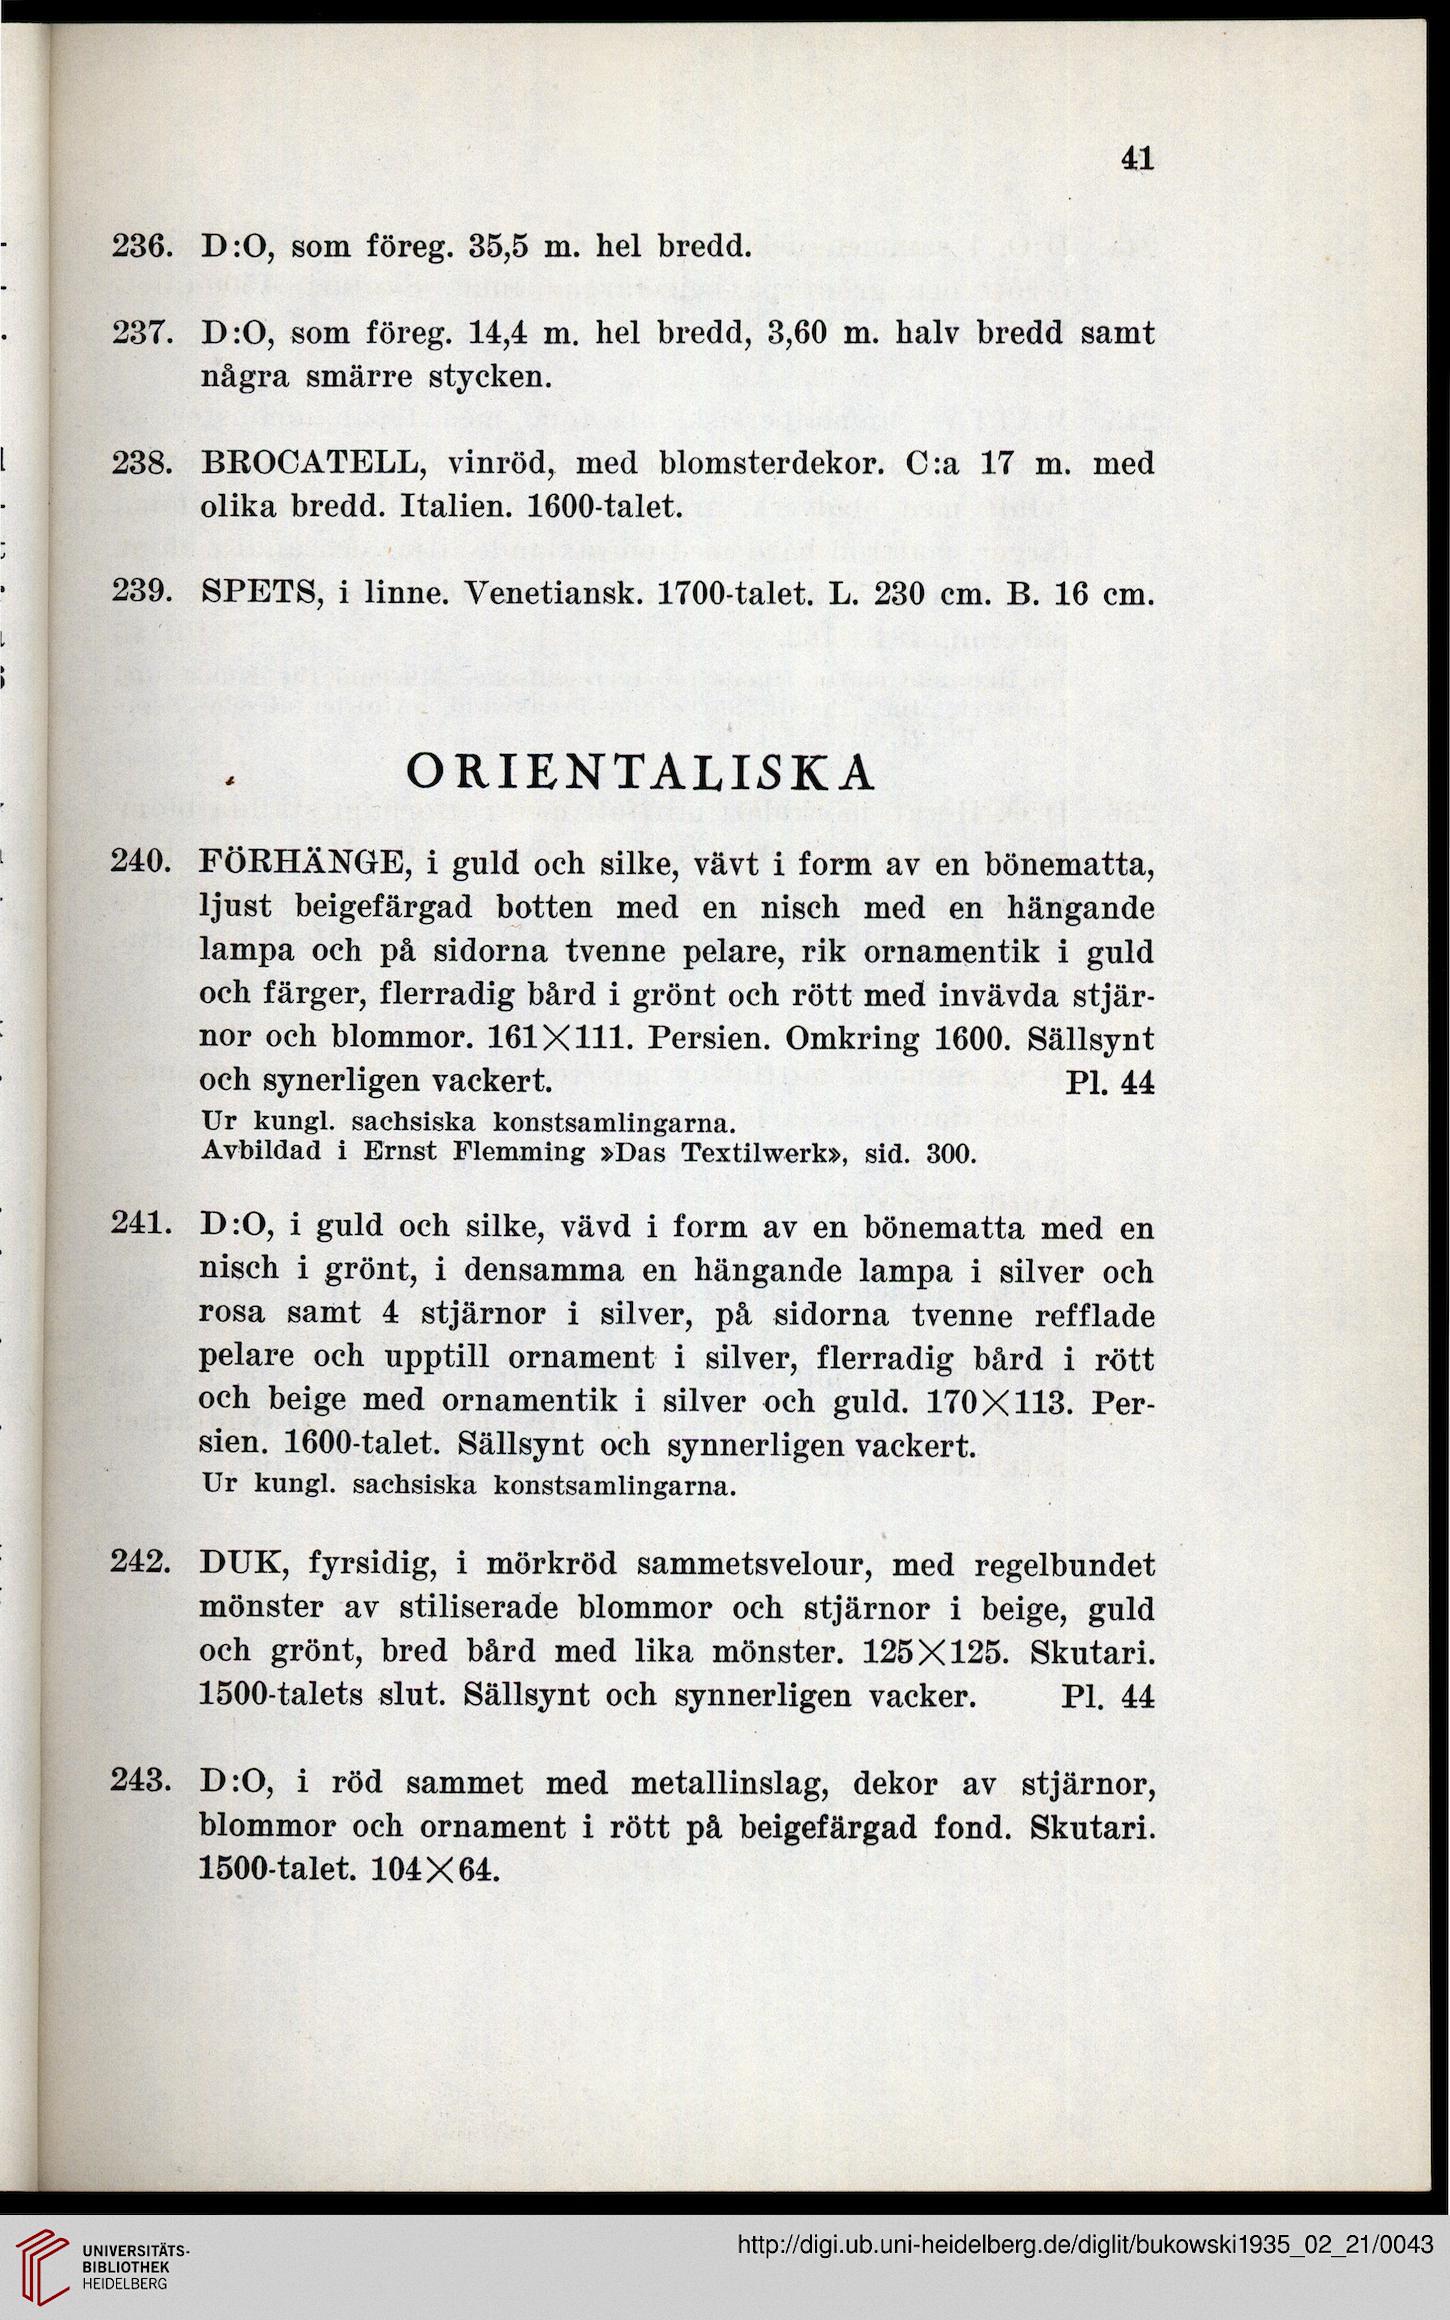 41
236. D:O, som föreg. 35,5 m. hel bredd.
237. D:O, som föreg. 14,4 m. hel bredd, 3,60 m. halv bredd samt
några smärre stycken.
238. BROCATELL, vinröd, med blomsterdekor. C:a 17 m. med
olika bredd. Italien. 1600-talet.
239. SPETS, i linne. Venetiansk. 1700-talet. L. 230 cm. B. 16 cm.
ORIENTALISKA
240. FÖRHÄNGE, i guld och silke, vävt i form av en bönematta,
ljust beigefärgad botten med en nisch med en hängande
lampa och på sidorna tvenne pelare, rik ornamentik i guld
och färger, flerradig bård i grönt och rött med invävda stjär-
nor och blommor. 161×111. Persien. Omkring 1600. Sällsynt
och synerligen vackert. Pl. 44
Ur kungl. sachsiska konstsamlingarna.
Avbildad i Ernst Flemming »Das Textilwerk», sid. 300.
241. D:O, i guld och silke, vävd i form av en bönematta med en
nisch i grönt, i densamma en hängande lampa i silver och
rosa samt 4 stjärnor i silver, på sidorna tvenne refflade
pelare och upptill ornament i silver, flerradig bård i rött
och beige med ornamentik i silver och guld. 170×113. Per-
sien. 1600-talet. Sällsynt och synnerligen vackert.
Ur kungl. sachsiska konstsamlingarna.
242. DUK, fyrsidig, i mörkröd sammetsvelour, med regelbundet
mönster av stiliserade blommor och stjärnor i beige, guld
och grönt, bred bård med lika mönster. 125×125. Skutari.
1500-talets slut. Sällsynt och synnerligen vacker. Pl. 44
243. D:O, i röd sammet med metallinslag, dekor av stjärnor,
blommor och ornament i rött på beigefärgad fond. Skutari.
1500-talet. 104×64.
UNIVERSITÄTS-
BIBLIOTHEK
HEIDELBERG
http://digi.ub.uni-heidelberg.de/diglit/bukowski1935_02_21/0043